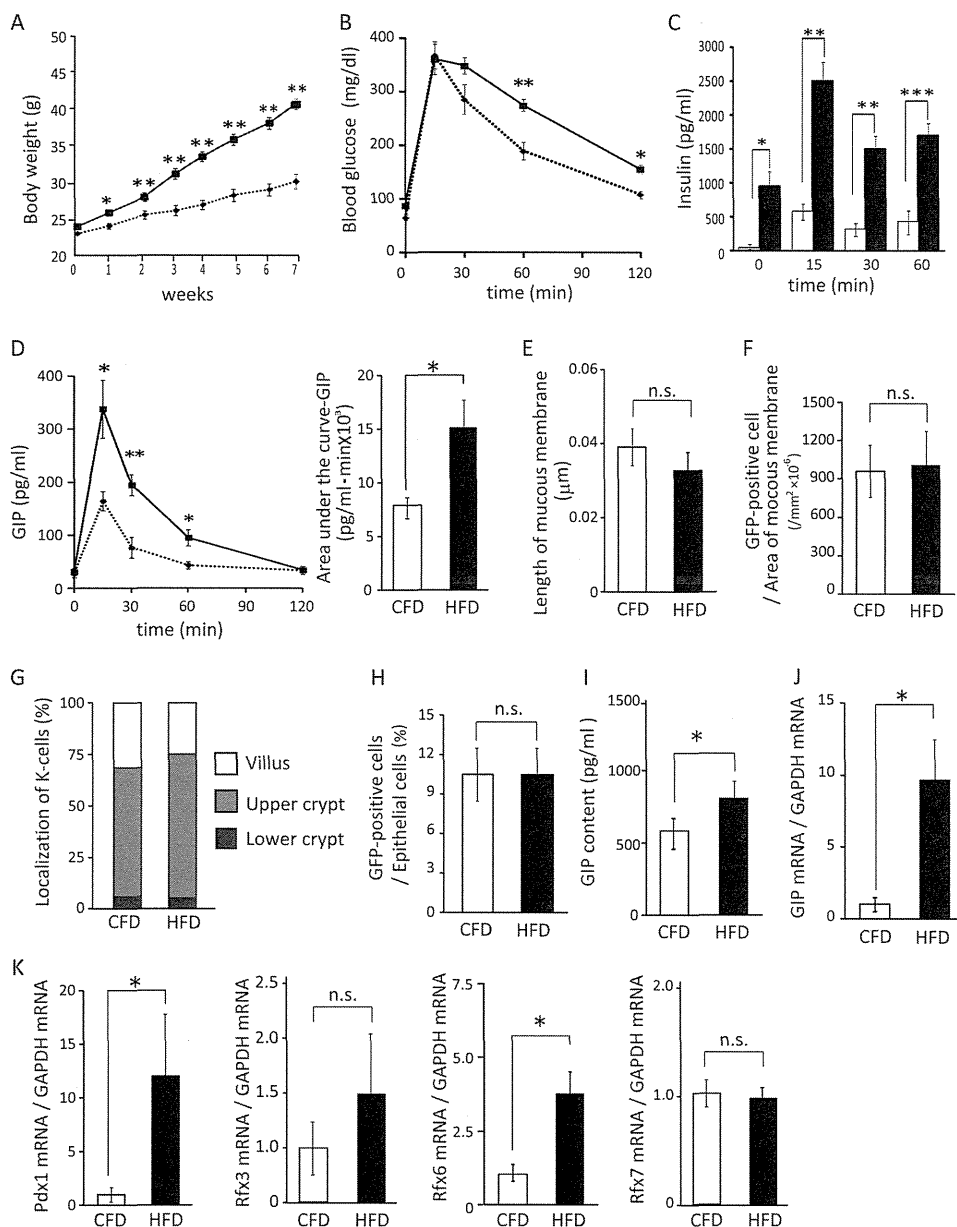 A
Body weight (g)
50
45
40
35
30
25
20
*
**
**
**
**
**
**
0 1 2 3 4 5 6 7
weeks
B
Blood glucose (mg/dl)
400
300
200
100
0
**
*
0 30 60 120
time (min)
C
Insulin (pg/ml)
3000
2500
2000
1500
1000
500
0
*
**
**
***
0 15 30 60
time (min)
D
GIP (pg/ml)
400
300
200
100
0
*
**
*
0 30 60 120
time (min)
Area under the curve-GIP
(pg/ml·min×10³)
20
15
10
5
0
*
CFD HFD
E
Length of mucous membrane
(μm)
0.06
0.04
0.02
0
n.s.
CFD HFD
F
GFP-positive cell
/ Area of mocous membrane
(/mm² ×10⁻⁶)
1500
1200
900
600
300
0
n.s.
CFD HFD
G
Localization of K-cells (%)
100
75
50
25
0
CFD HFD
Villus
Upper crypt
Lower crypt
H
GFP-positive cells
/ Epithelial cells (%)
15
12
9
6
3
0
n.s.
CFD HFD
I
GIP content (pg/ml)
1500
1000
500
0
*
CFD HFD
J
GIP mRNA / GAPDH mRNA
15
10
5
0
*
CFD HFD
K
Pdx1 mRNA / GAPDH mRNA
20
15
10
5
0
*
CFD HFD
Rfx3 mRNA / GAPDH mRNA
2.5
2.0
1.5
1.0
0
n.s.
CFD HFD
Rfx6 mRNA / GAPDH mRNA
7.5
5.0
2.5
0
*
CFD HFD
Rfx7 mRNA / GAPDH mRNA
2.0
1.0
0
n.s.
CFD HFD